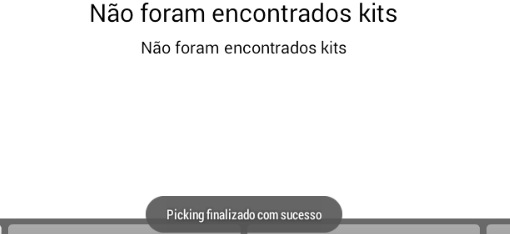 Não foram encontrados kits
Não foram encontrados kits
Picking finalizado com sucesso